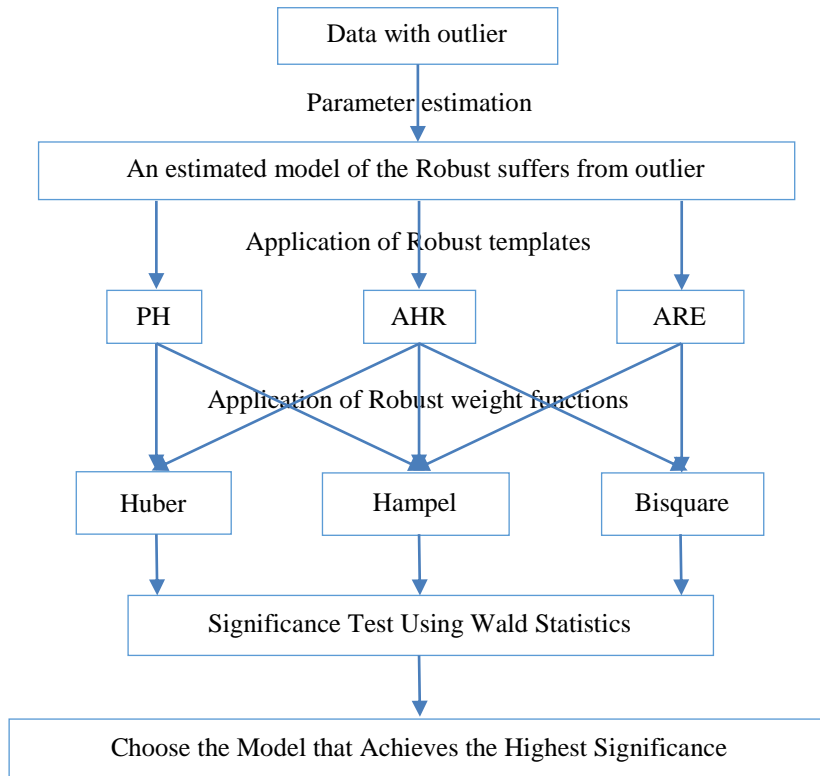 Data with outlier
Parameter estimation
An estimated model of the Robust suffers from outlier
Application of Robust templates
PH
AHR
ARE
Application of Robust weight functions
Huber
Hampel
Bisquare
Significance Test Using Wald Statistics
Choose the Model that Achieves the Highest Significance